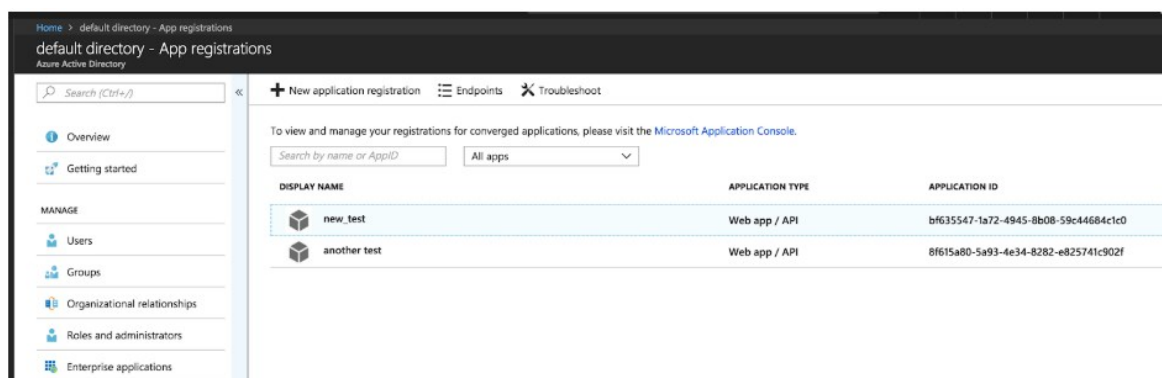 Home > default directory - App registrations
default directory - App registrations
Azure Active Directory
Search (Ctrl+/)
«
Overview
Getting started
MANAGE
Users
Groups
Organizational relationships
Roles and administrators
Enterprise applications
New application registration Endpoints Troubleshoot
To view and manage your registrations for converged applications, please visit the Microsoft Application Console.
Search by name or AppID All apps
DISPLAY NAME APPLICATION TYPE APPLICATION ID
new_test Web app / API bf635547-1a72-4945-8b08-59c44684c1c0
another test Web app / API 8f615a80-5a93-4e34-8282-e825741c902f